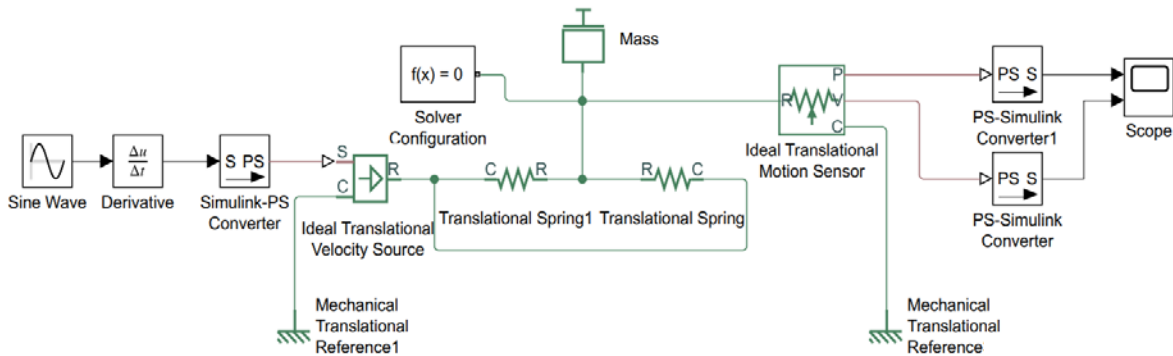 Mass
f(x) = 0
Solver
Configuration
P
R
V
C
Ideal Translational
Motion Sensor
PS S
PS-Simulink
Converter1
Scope
Sine Wave
Δu
Δt
Derivative
S PS
Simulink-PS
Converter
S
C
R
Ideal Translational
Velocity Source
C R
Translational Spring1
R C
Translational Spring
PS S
PS-Simulink
Converter
Mechanical
Translational
Reference1
Mechanical
Translational
Reference